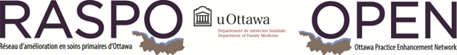 RASPO
Réseau d'amélioration en soins primaires d'Ottawa
uOttawa
Département de médecine familiale
Department of Family Medicine
OPEN
Ottawa Practice Enhancement Network